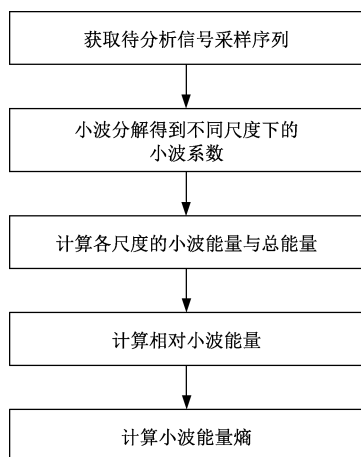 获取待分析信号采样序列
小波分解得到不同尺度下的
小波系数
计算各尺度的小波能量与总能量
计算相对小波能量
计算小波能量熵